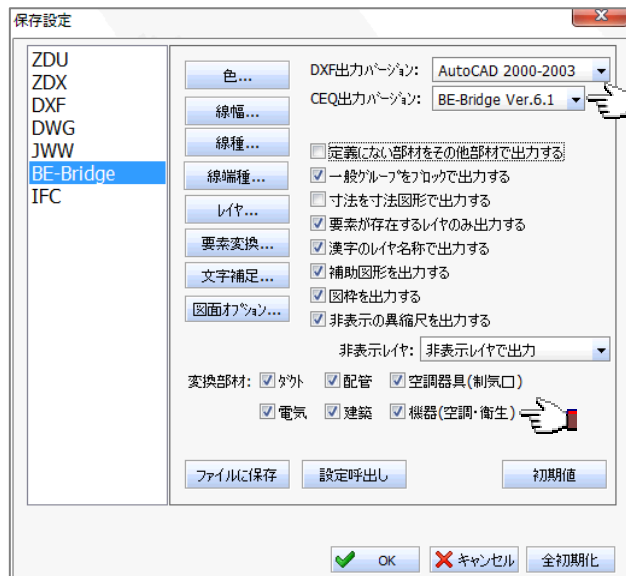 保存設定
ZDU
ZDX
DXF
DWG
JWW
BE-Bridge
IFC
色...
線幅...
線種...
線端種...
レイヤ...
要素変換...
文字補足...
図面オプション...
DXF出力バージョン: AutoCAD 2000-2003
CEQ出力バージョン: BE-Bridge Ver.6.1
定義にない部材をその他部材で出力する
一般グループをブロックで出力する
寸法を寸法図形で出力する
要素が存在するレイヤのみ出力する
漢字のレイヤ名称で出力する
補助図形を出力する
図枠を出力する
非表示の異縮尺を出力する
非表示レイヤ: 非表示レイヤで出力
変換部材: ダクト 配管 空調器具(制気口)
電気 建築 機器(空調・衛生)
ファイルに保存 設定呼出し 初期値
OK キャンセル 全初期化